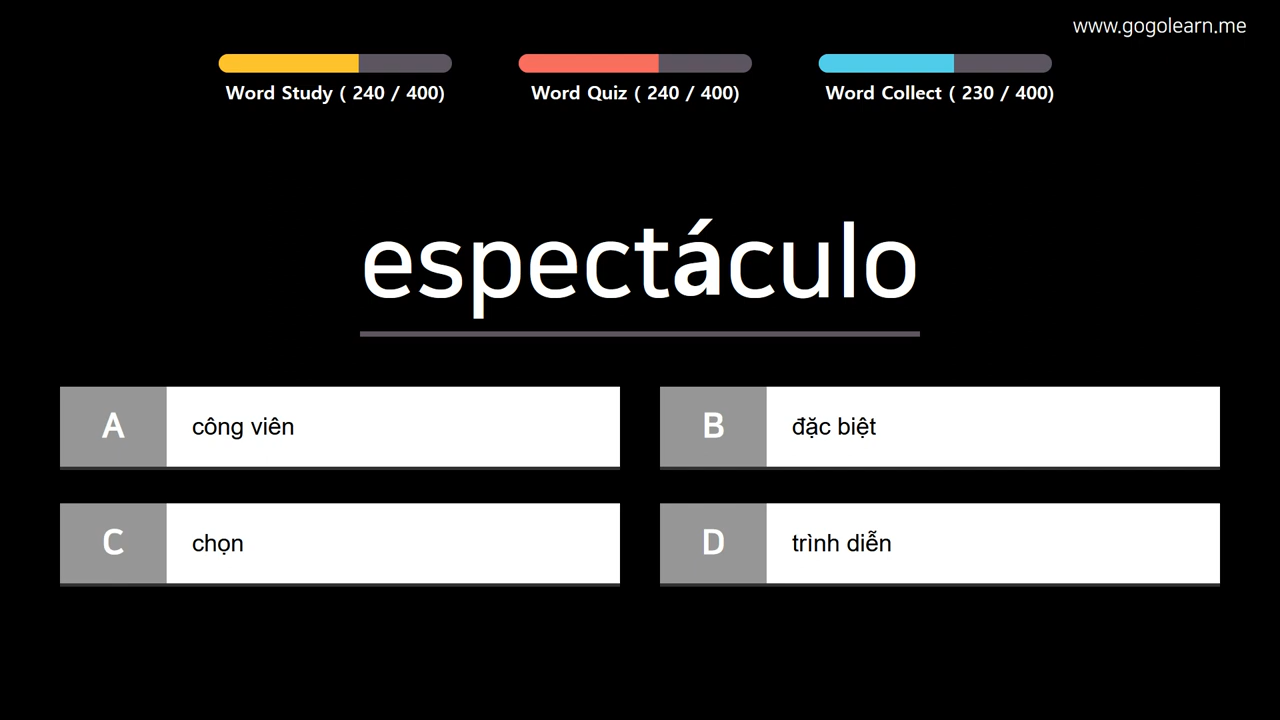 www.gogolearn.me
Word Study ( 240 / 400)
Word Quiz ( 240 / 400)
Word Collect ( 230 / 400)
espectáculo
A công viên
B đặc biệt
C chọn
D trình diễn